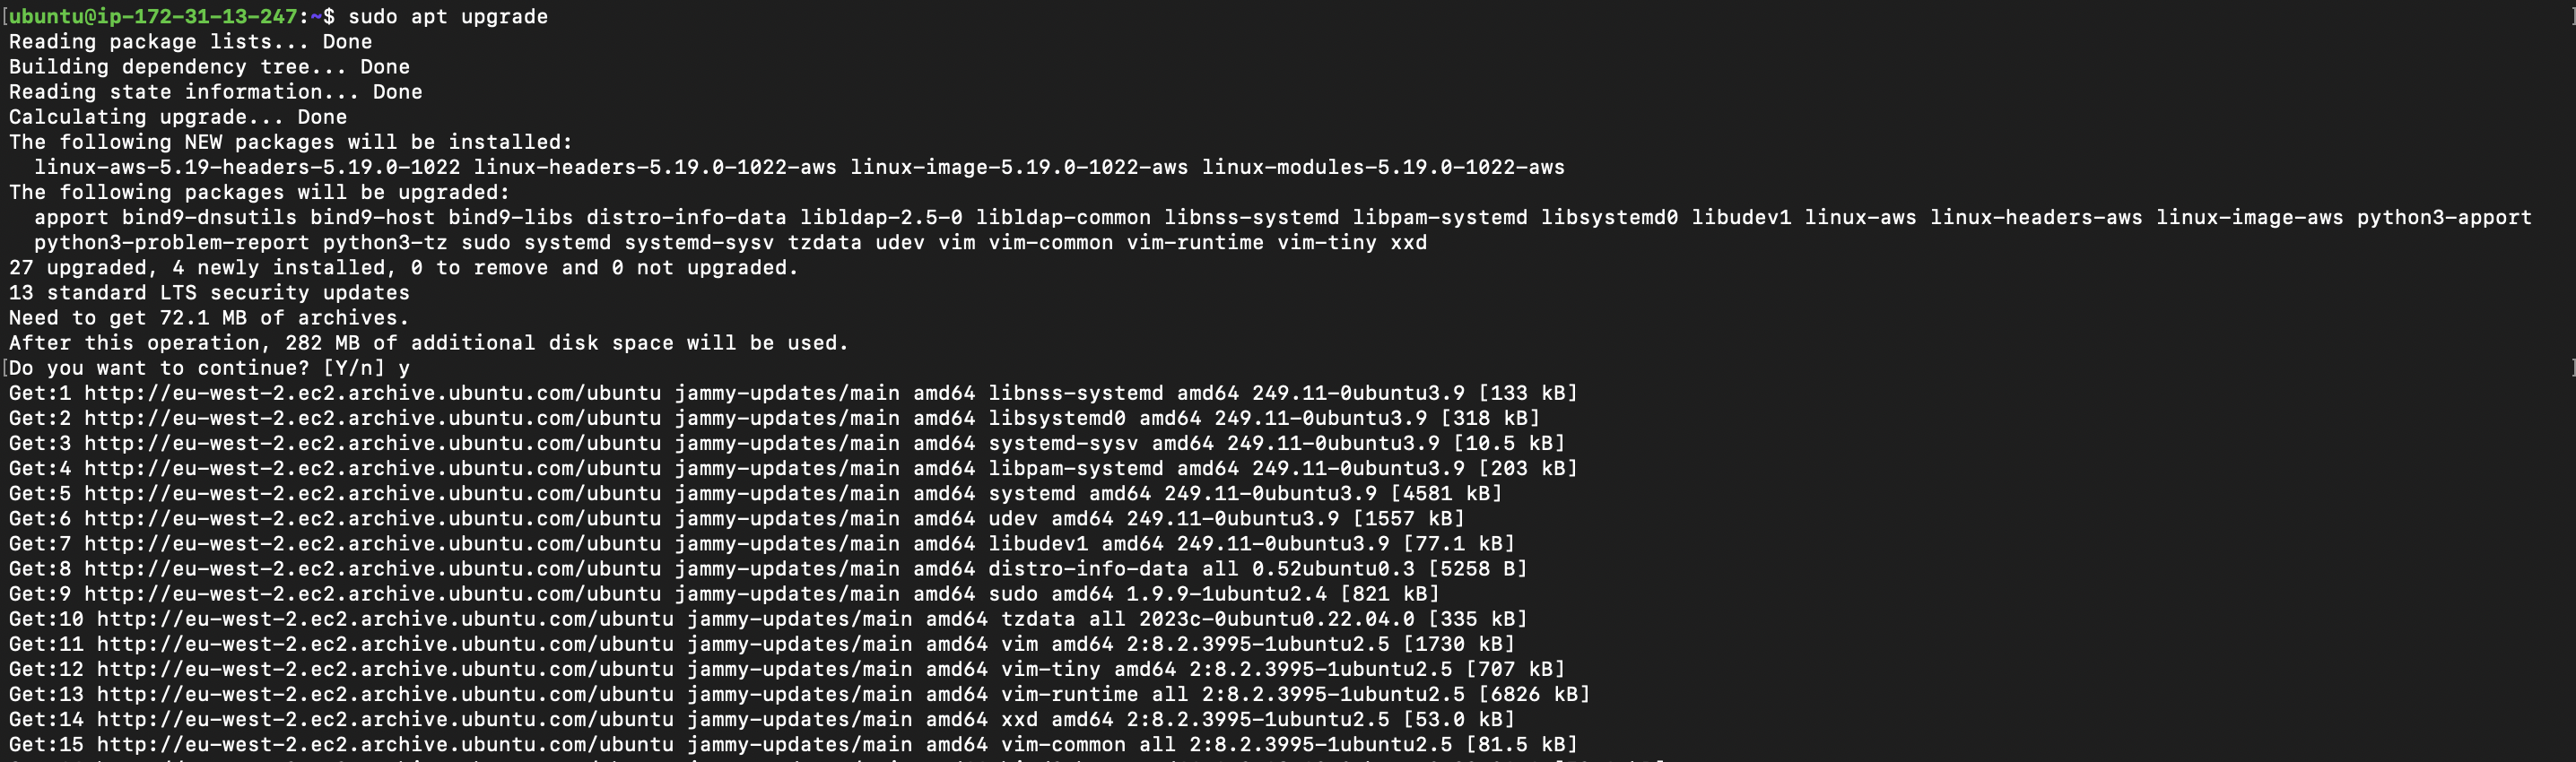 [ubuntu@ip-172-31-13-247:~$ sudo apt upgrade ]
Reading package lists... Done
Building dependency tree... Done
Reading state information... Done
Calculating upgrade... Done
The following NEW packages will be installed:
linux-aws-5.19-headers-5.19.0-1022 linux-headers-5.19.0-1022-aws linux-image-5.19.0-1022-aws linux-modules-5.19.0-1022-aws
The following packages will be upgraded:
apport bind9-dnsutils bind9-host bind9-libs distro-info-data libldap-2.5-0 libldap-common libnss-systemd libpam-systemd libsystemd0 libudev1 linux-aws linux-headers-aws linux-image-aws python3-apport
python3-problem-report python3-tz sudo systemd systemd-sysv tzdata udev vim vim-common vim-runtime vim-tiny xxd
27 upgraded, 4 newly installed, 0 to remove and 0 not upgraded.
13 standard LTS security updates
Need to get 72.1 MB of archives.
After this operation, 282 MB of additional disk space will be used.
[Do you want to continue? [Y/n] y ]
Get:1 http://eu-west-2.ec2.archive.ubuntu.com/ubuntu jammy-updates/main amd64 libnss-systemd amd64 249.11-0ubuntu3.9 [133 kB]
Get:2 http://eu-west-2.ec2.archive.ubuntu.com/ubuntu jammy-updates/main amd64 libsystemd0 amd64 249.11-0ubuntu3.9 [318 kB]
Get:3 http://eu-west-2.ec2.archive.ubuntu.com/ubuntu jammy-updates/main amd64 systemd-sysv amd64 249.11-0ubuntu3.9 [10.5 kB]
Get:4 http://eu-west-2.ec2.archive.ubuntu.com/ubuntu jammy-updates/main amd64 libpam-systemd amd64 249.11-0ubuntu3.9 [203 kB]
Get:5 http://eu-west-2.ec2.archive.ubuntu.com/ubuntu jammy-updates/main amd64 systemd amd64 249.11-0ubuntu3.9 [4581 kB]
Get:6 http://eu-west-2.ec2.archive.ubuntu.com/ubuntu jammy-updates/main amd64 udev amd64 249.11-0ubuntu3.9 [1557 kB]
Get:7 http://eu-west-2.ec2.archive.ubuntu.com/ubuntu jammy-updates/main amd64 libudev1 amd64 249.11-0ubuntu3.9 [77.1 kB]
Get:8 http://eu-west-2.ec2.archive.ubuntu.com/ubuntu jammy-updates/main amd64 distro-info-data all 0.52ubuntu0.3 [5258 B]
Get:9 http://eu-west-2.ec2.archive.ubuntu.com/ubuntu jammy-updates/main amd64 sudo amd64 1.9.9-1ubuntu2.4 [821 kB]
Get:10 http://eu-west-2.ec2.archive.ubuntu.com/ubuntu jammy-updates/main amd64 tzdata all 2023c-0ubuntu0.22.04.0 [335 kB]
Get:11 http://eu-west-2.ec2.archive.ubuntu.com/ubuntu jammy-updates/main amd64 vim amd64 2:8.2.3995-1ubuntu2.5 [1730 kB]
Get:12 http://eu-west-2.ec2.archive.ubuntu.com/ubuntu jammy-updates/main amd64 vim-tiny amd64 2:8.2.3995-1ubuntu2.5 [707 kB]
Get:13 http://eu-west-2.ec2.archive.ubuntu.com/ubuntu jammy-updates/main amd64 vim-runtime all 2:8.2.3995-1ubuntu2.5 [6826 kB]
Get:14 http://eu-west-2.ec2.archive.ubuntu.com/ubuntu jammy-updates/main amd64 xxd amd64 2:8.2.3995-1ubuntu2.5 [53.0 kB]
Get:15 http://eu-west-2.ec2.archive.ubuntu.com/ubuntu jammy-updates/main amd64 vim-common all 2:8.2.3995-1ubuntu2.5 [81.5 kB]